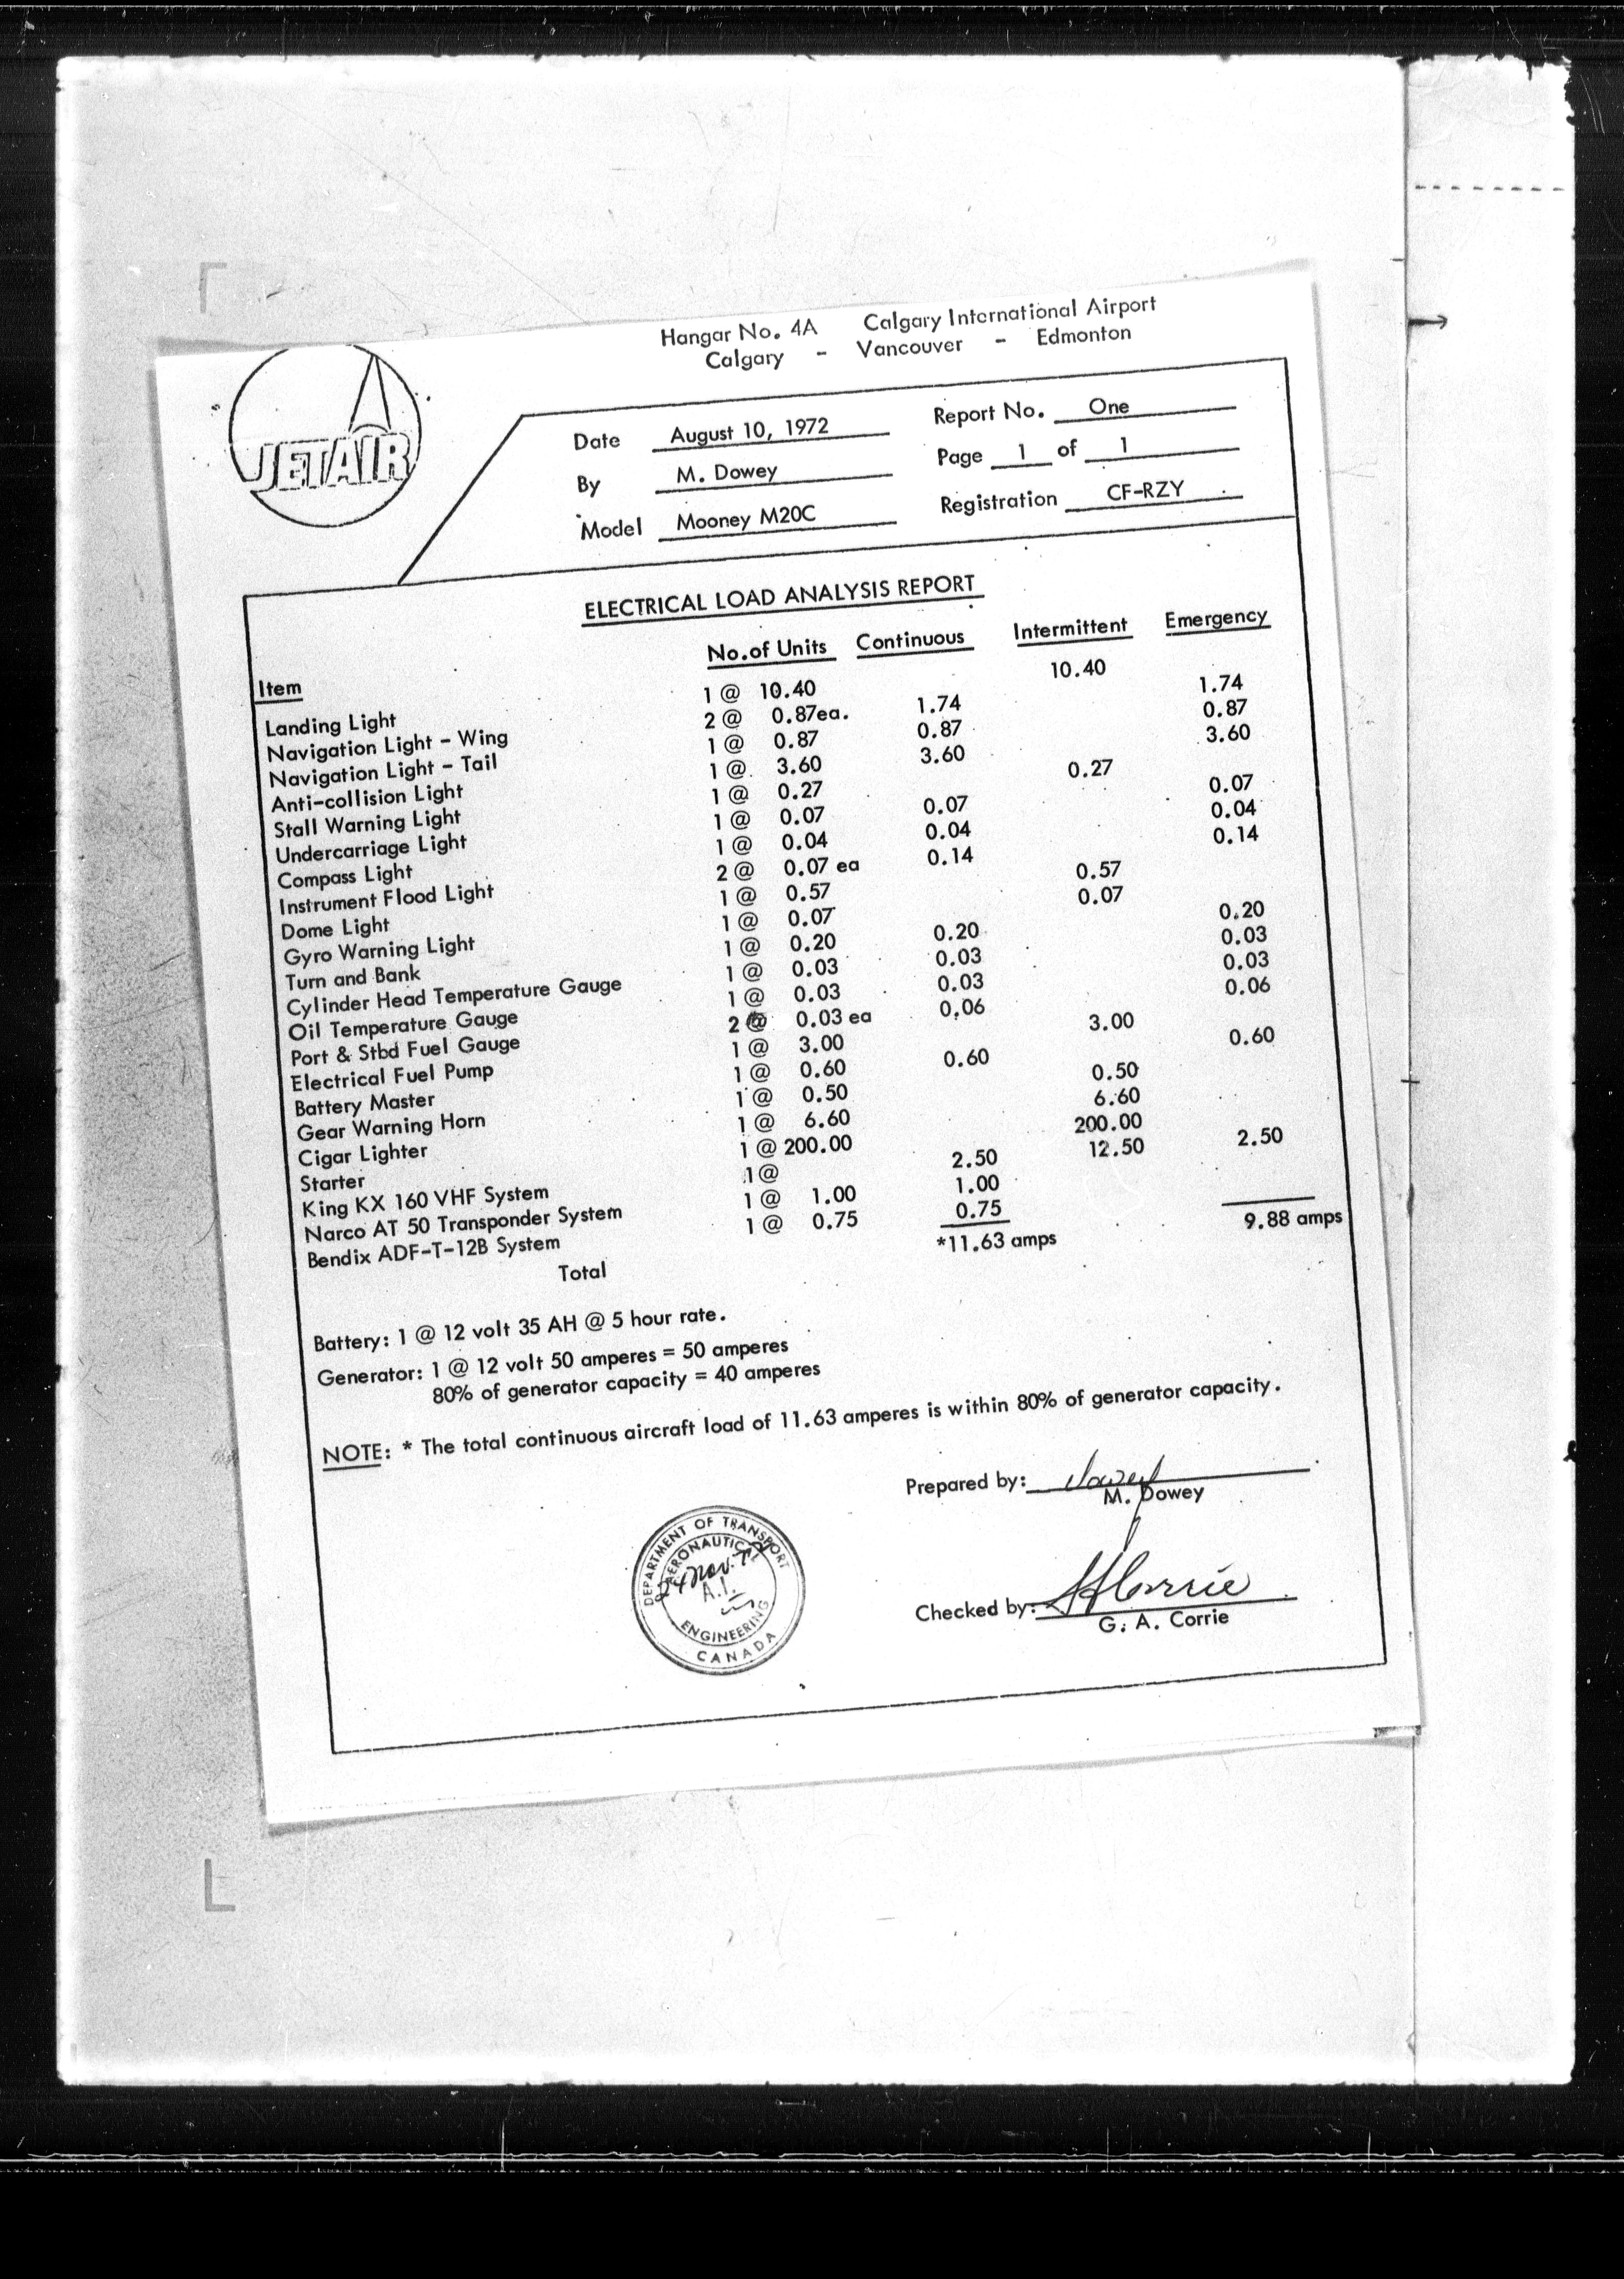 Hangar No. 4A Calgary International Airport
Calgary - Vancouver - Edmonton
JETAIR
Date August 10, 1972 Report No. One
By M. Dowey Page 1 of 1
Model Mooney M20C Registration CF-RZY
ELECTRICAL LOAD ANALYSIS REPORT
Item No.of Units Continuous Intermittent Emergency
Landing Light 1 @ 10.40 10.40
Navigation Light - Wing 2 @ 0.87ea. 1.74 1.74
Navigation Light - Tail 1 @ 0.87 0.87 0.87
Anti-collision Light 1 @ 3.60 3.60 3.60
Stall Warning Light 1 @ 0.27 0.27
Undercarriage Light 1 @ 0.07 0.07 0.07
Compass Light 1 @ 0.04 0.04 0.04
Instrument Flood Light 2 @ 0.07 ea 0.14 0.14
Dome Light 1 @ 0.57 0.57
Gyro Warning Light 1 @ 0.07 0.07
Turn and Bank 1 @ 0.20 0.20 0.20
Cylinder Head Temperature Gauge 1 @ 0.03 0.03 0.03
Oil Temperature Gauge 1 @ 0.03 0.03 0.03
Port & Stbd Fuel Gauge 2 @ 0.03 ea 0.06 0.06
Electrical Fuel Pump 1 @ 3.00 3.00
Battery Master 1 @ 0.60 0.60 0.60
Gear Warning Horn 1 @ 0.50 0.50
Cigar Lighter 1 @ 6.60 6.60
Starter 1 @ 200.00 200.00
King KX 160 VHF System 1 @ 2.50 12.50 2.50
Narco AT 50 Transponder System 1 @ 1.00 1.00
Bendix ADF-T-12B System 1 @ 0.75 0.75
Total *11.63 amps 9.88 amps
Battery: 1 @ 12 volt 35 AH @ 5 hour rate.
Generator: 1 @ 12 volt 50 amperes = 50 amperes
80% of generator capacity = 40 amperes
NOTE: * The total continuous aircraft load of 11.63 amperes is within 80% of generator capacity.
Prepared by: Dowey
M. Dowey
DEPARTMENT OF TRANSPORT
AERONAUTICAL
24 Nov. 72
A.I.
ENGINEERING
CANADA
Checked by: Corrie
G. A. Corrie